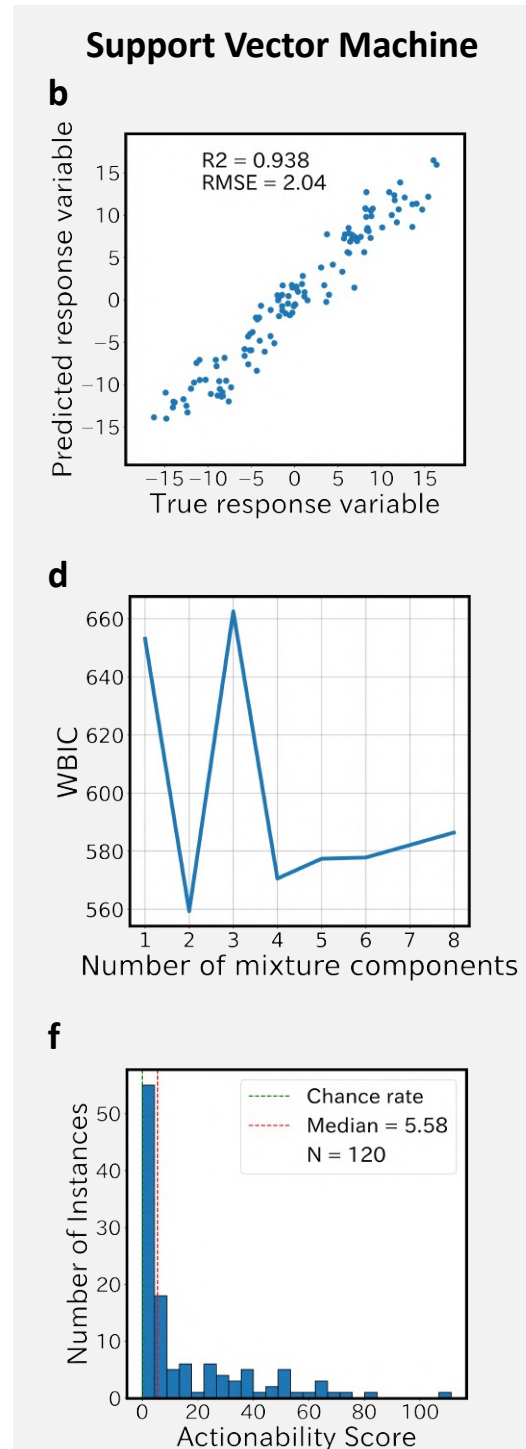 Support Vector Machine
b
Predicted response variable
R2 = 0.938
RMSE = 2.04
15
10
5
0
−5
−10
−15
−15 −10 −5 0 5 10 15
True response variable
d
WBIC
660
640
620
600
580
560
1 2 3 4 5 6 7 8
Number of mixture components
f
Number of Instances
Chance rate
Median = 5.58
N = 120
50
40
30
20
10
0
0 20 40 60 80 100
Actionability Score